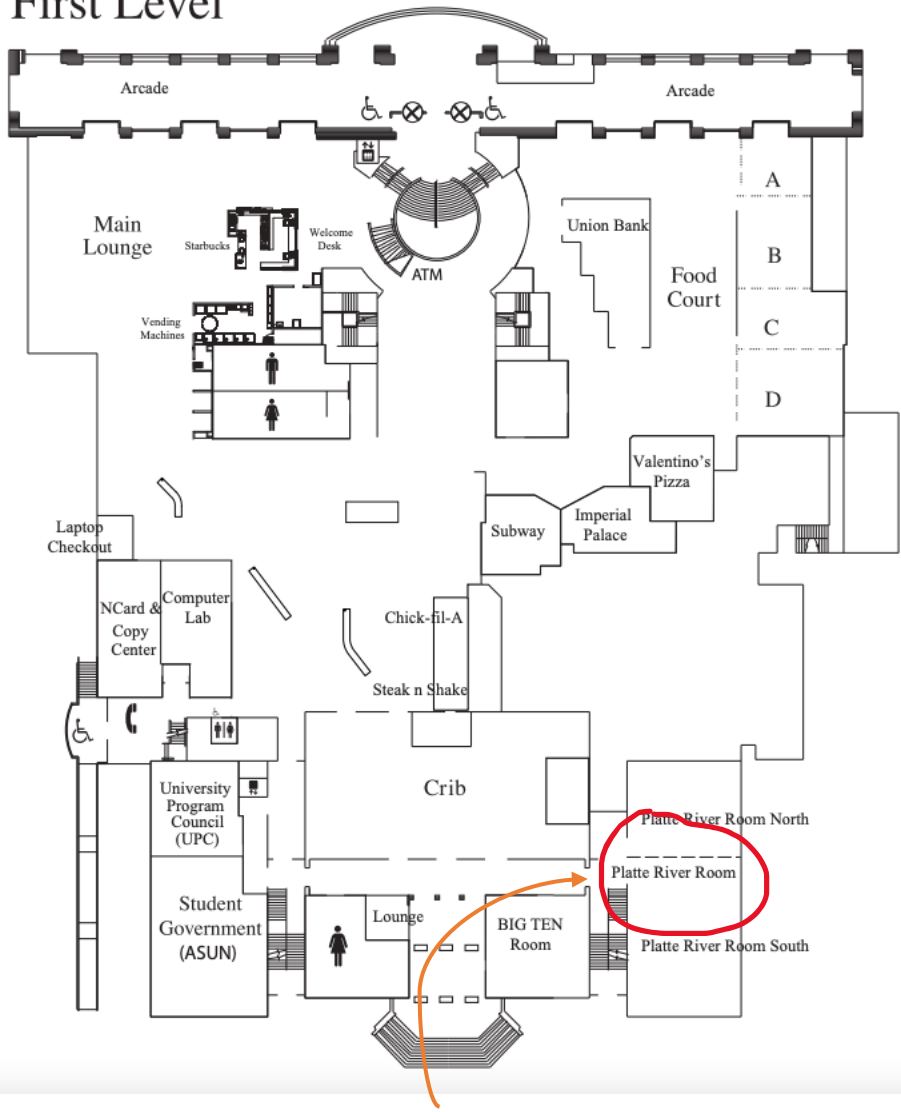 First Level
Arcade
Arcade
A
Main
Lounge
Starbucks
Welcome
Desk
Union Bank
B
ATM
Food
Court
Vending
Machines
C
D
Valentino's
Pizza
Laptop
Checkout
Subway
Imperial
Palace
NCard &
Copy
Center
Computer
Lab
Chick-fil-A
Steak n Shake
University
Program
Council
(UPC)
Crib
Platte River Room North
Platte River Room
Student
Government
(ASUN)
Lounge
BIG TEN
Room
Platte River Room South